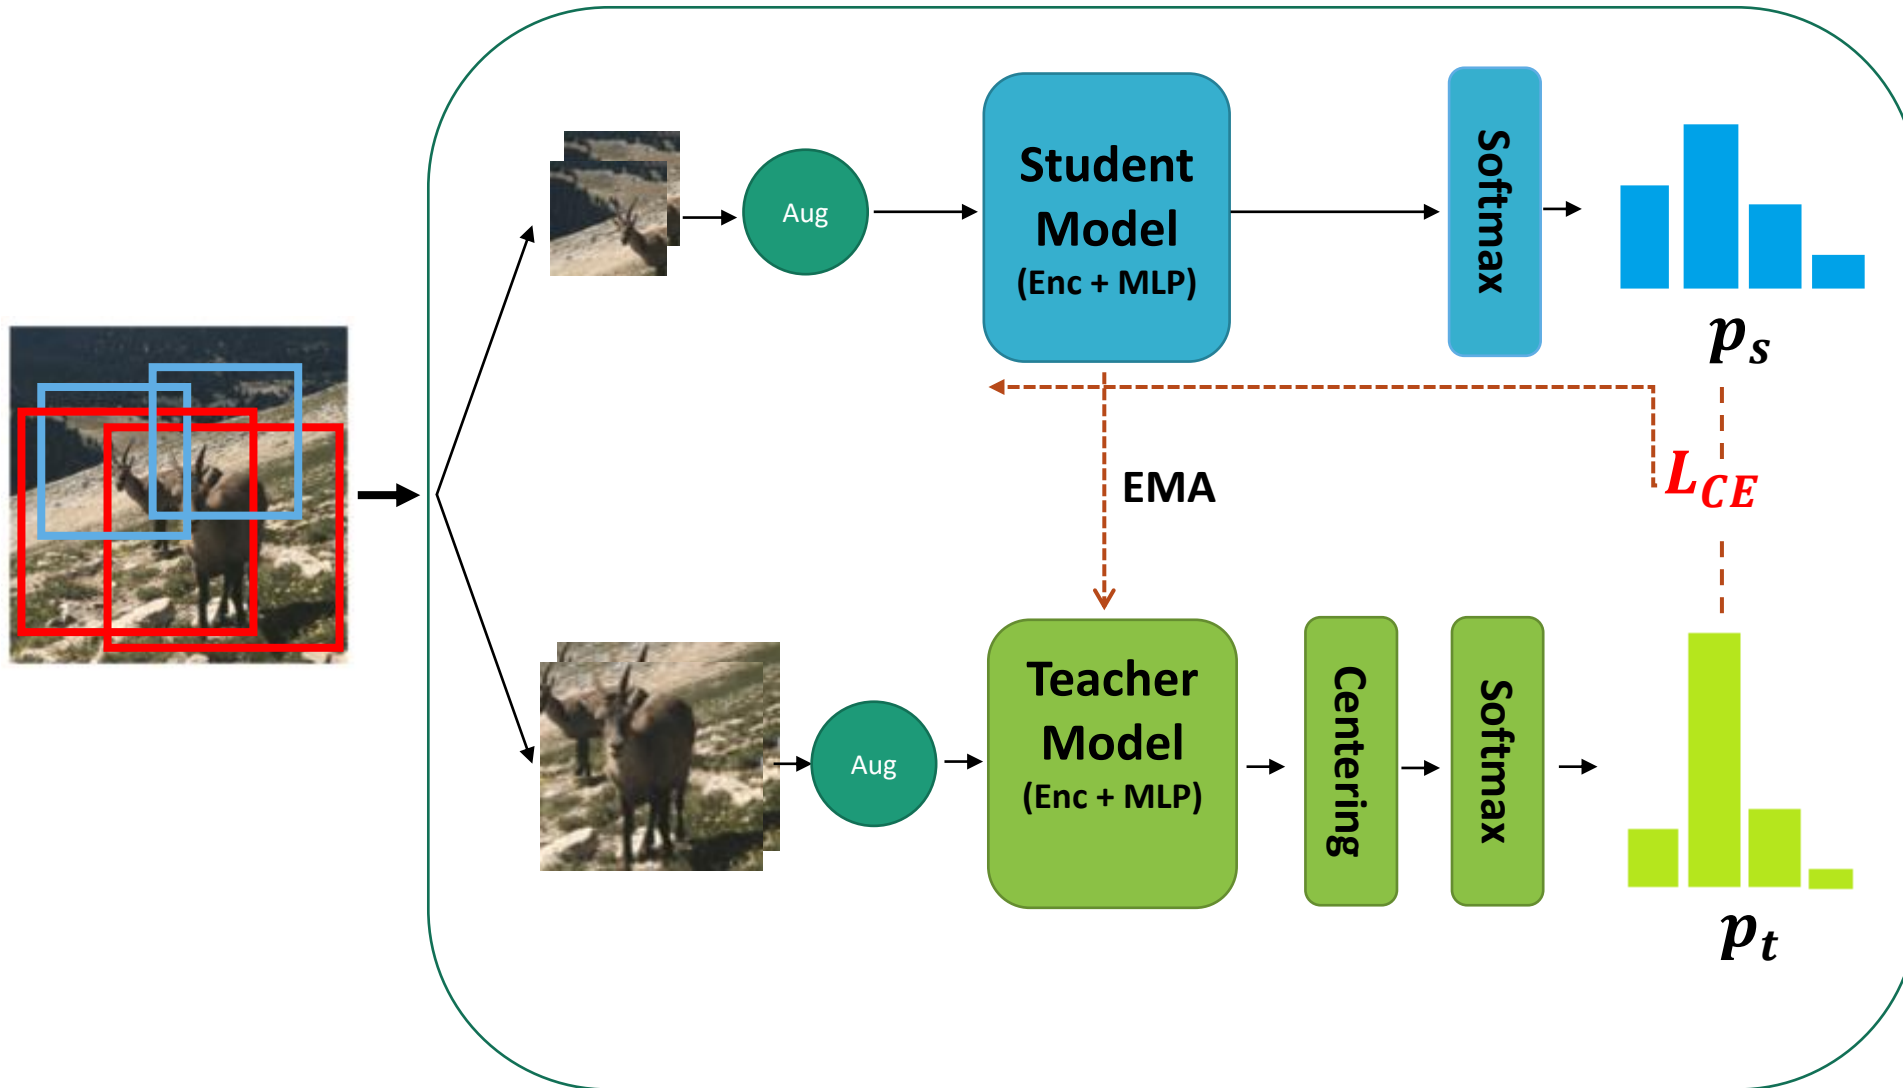 Aug
Student
Model
(Enc + MLP)
Softmax
p_s
EMA
L_CE
Aug
Teacher
Model
(Enc + MLP)
Centering
Softmax
p_t